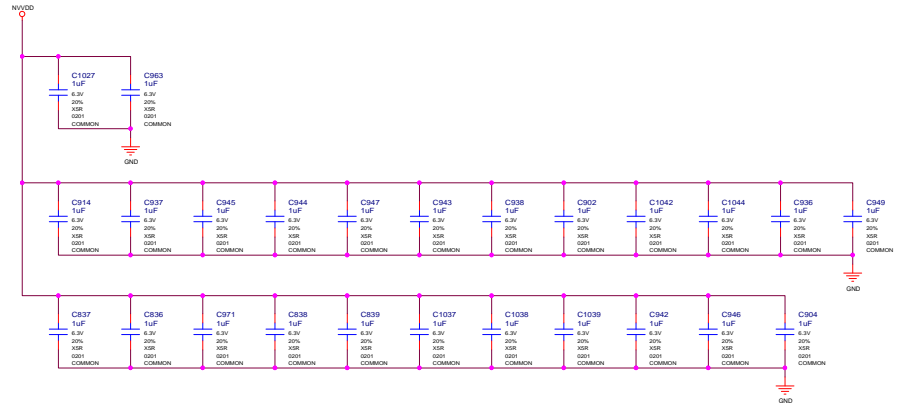 NVVDD
C1027
1uF
6.3V
20%
X5R
0201
COMMON
C963
1uF
6.3V
20%
X5R
0201
COMMON
GND
C914
1uF
6.3V
20%
X5R
0201
COMMON
C937
1uF
6.3V
20%
X5R
0201
COMMON
C945
1uF
6.3V
20%
X5R
0201
COMMON
C944
1uF
6.3V
20%
X5R
0201
COMMON
C947
1uF
6.3V
20%
X5R
0201
COMMON
C943
1uF
6.3V
20%
X5R
0201
COMMON
C938
1uF
6.3V
20%
X5R
0201
COMMON
C902
1uF
6.3V
20%
X5R
0201
COMMON
C1042
1uF
6.3V
20%
X5R
0201
COMMON
C1044
1uF
6.3V
20%
X5R
0201
COMMON
C936
1uF
6.3V
20%
X5R
0201
COMMON
C949
1uF
6.3V
20%
X5R
0201
COMMON
GND
C837
1uF
6.3V
20%
X5R
0201
COMMON
C836
1uF
6.3V
20%
X5R
0201
COMMON
C971
1uF
6.3V
20%
X5R
0201
COMMON
C838
1uF
6.3V
20%
X5R
0201
COMMON
C839
1uF
6.3V
20%
X5R
0201
COMMON
C1037
1uF
6.3V
20%
X5R
0201
COMMON
C1038
1uF
6.3V
20%
X5R
0201
COMMON
C1039
1uF
6.3V
20%
X5R
0201
COMMON
C942
1uF
6.3V
20%
X5R
0201
COMMON
C946
1uF
6.3V
20%
X5R
0201
COMMON
C904
1uF
6.3V
20%
X5R
0201
COMMON
GND